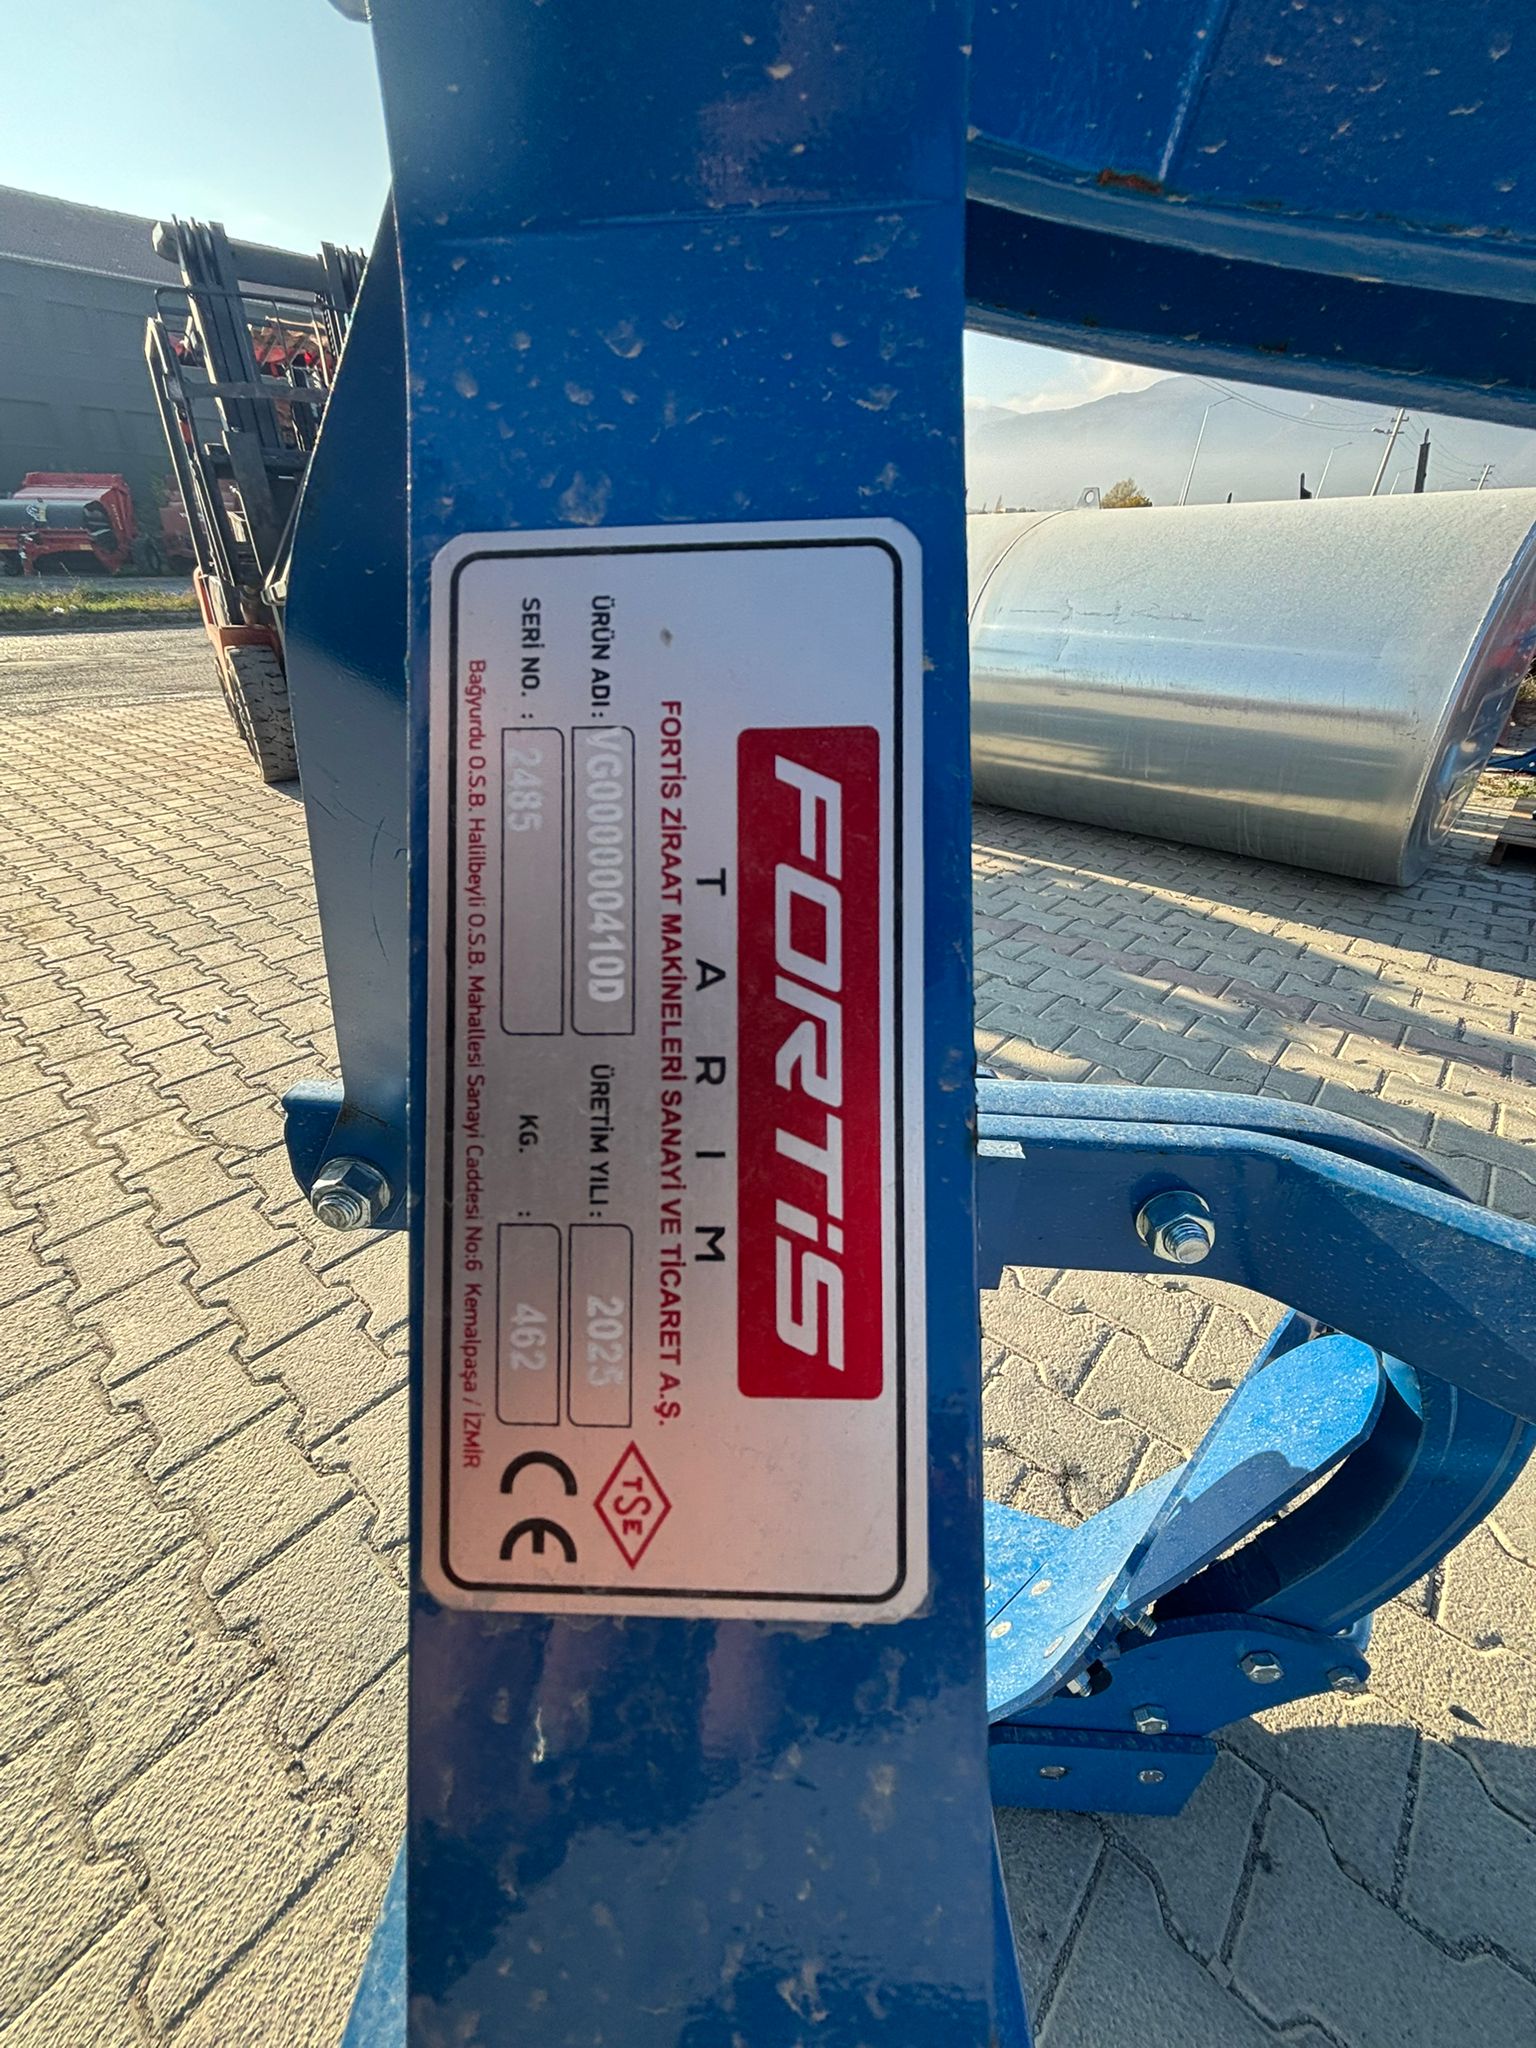 FORTiS
TARIM
FORTİS ZİRAAT MAKİNELERİ SANAYİ VE TİCARET A.Ş.
ÜRÜN ADI : VG00000410D ÜRETİM YILI : 2025
SERİ NO. : 2485 KG. : 462
Bağyurdu O.S.B. Halilbeyli O.S.B. Mahallesi Sanayi Caddesi No:6 Kemalpaşa / İZMİR
TSE
CE